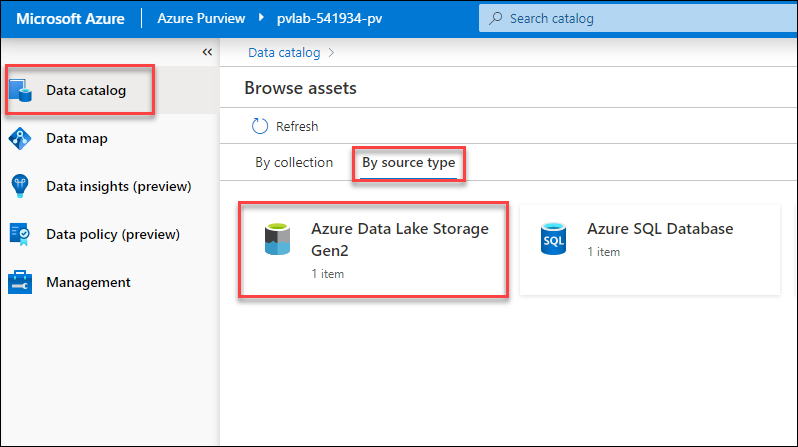 Microsoft Azure
Azure Purview
pvlab-541934-pv
Search catalog
«
Data catalog
Data map
Data insights (preview)
Data policy (preview)
Management
Data catalog >
Browse assets
Refresh
By collection
By source type
Azure Data Lake Storage
Gen2
1 item
SQL
Azure SQL Database
1 item